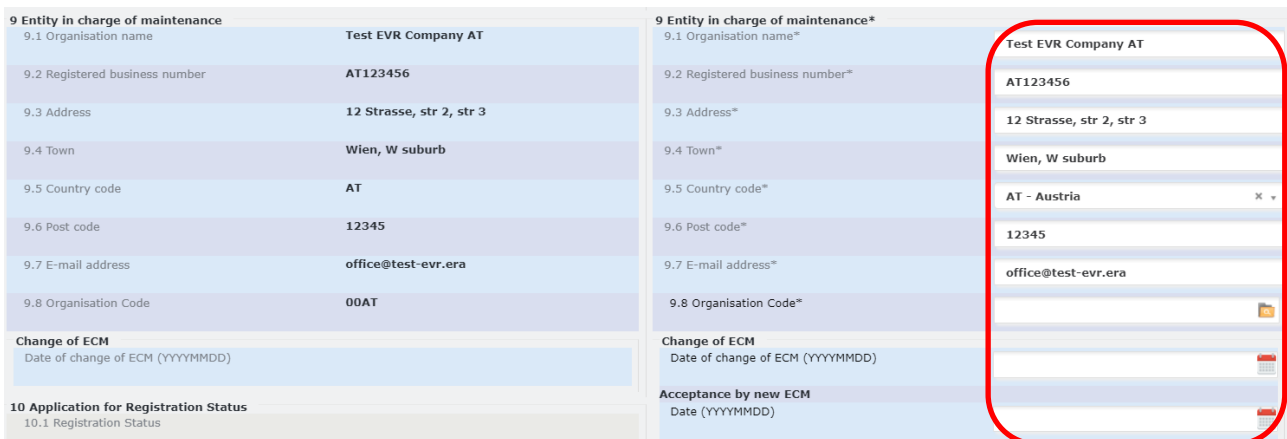 9 Entity in charge of maintenance
9.1 Organisation name Test EVR Company AT
9.2 Registered business number AT123456
9.3 Address 12 Strasse, str 2, str 3
9.4 Town Wien, W suburb
9.5 Country code AT
9.6 Post code 12345
9.7 E-mail address office@test-evr.era
9.8 Organisation Code 00AT
Change of ECM
Date of change of ECM (YYYYMMDD)
10 Application for Registration Status
10.1 Registration Status
9 Entity in charge of maintenance*
9.1 Organisation name* Test EVR Company AT
9.2 Registered business number* AT123456
9.3 Address* 12 Strasse, str 2, str 3
9.4 Town* Wien, W suburb
9.5 Country code* AT - Austria
9.6 Post code* 12345
9.7 E-mail address* office@test-evr.era
9.8 Organisation Code*
Change of ECM
Date of change of ECM (YYYYMMDD)
Acceptance by new ECM
Date (YYYYMMDD)